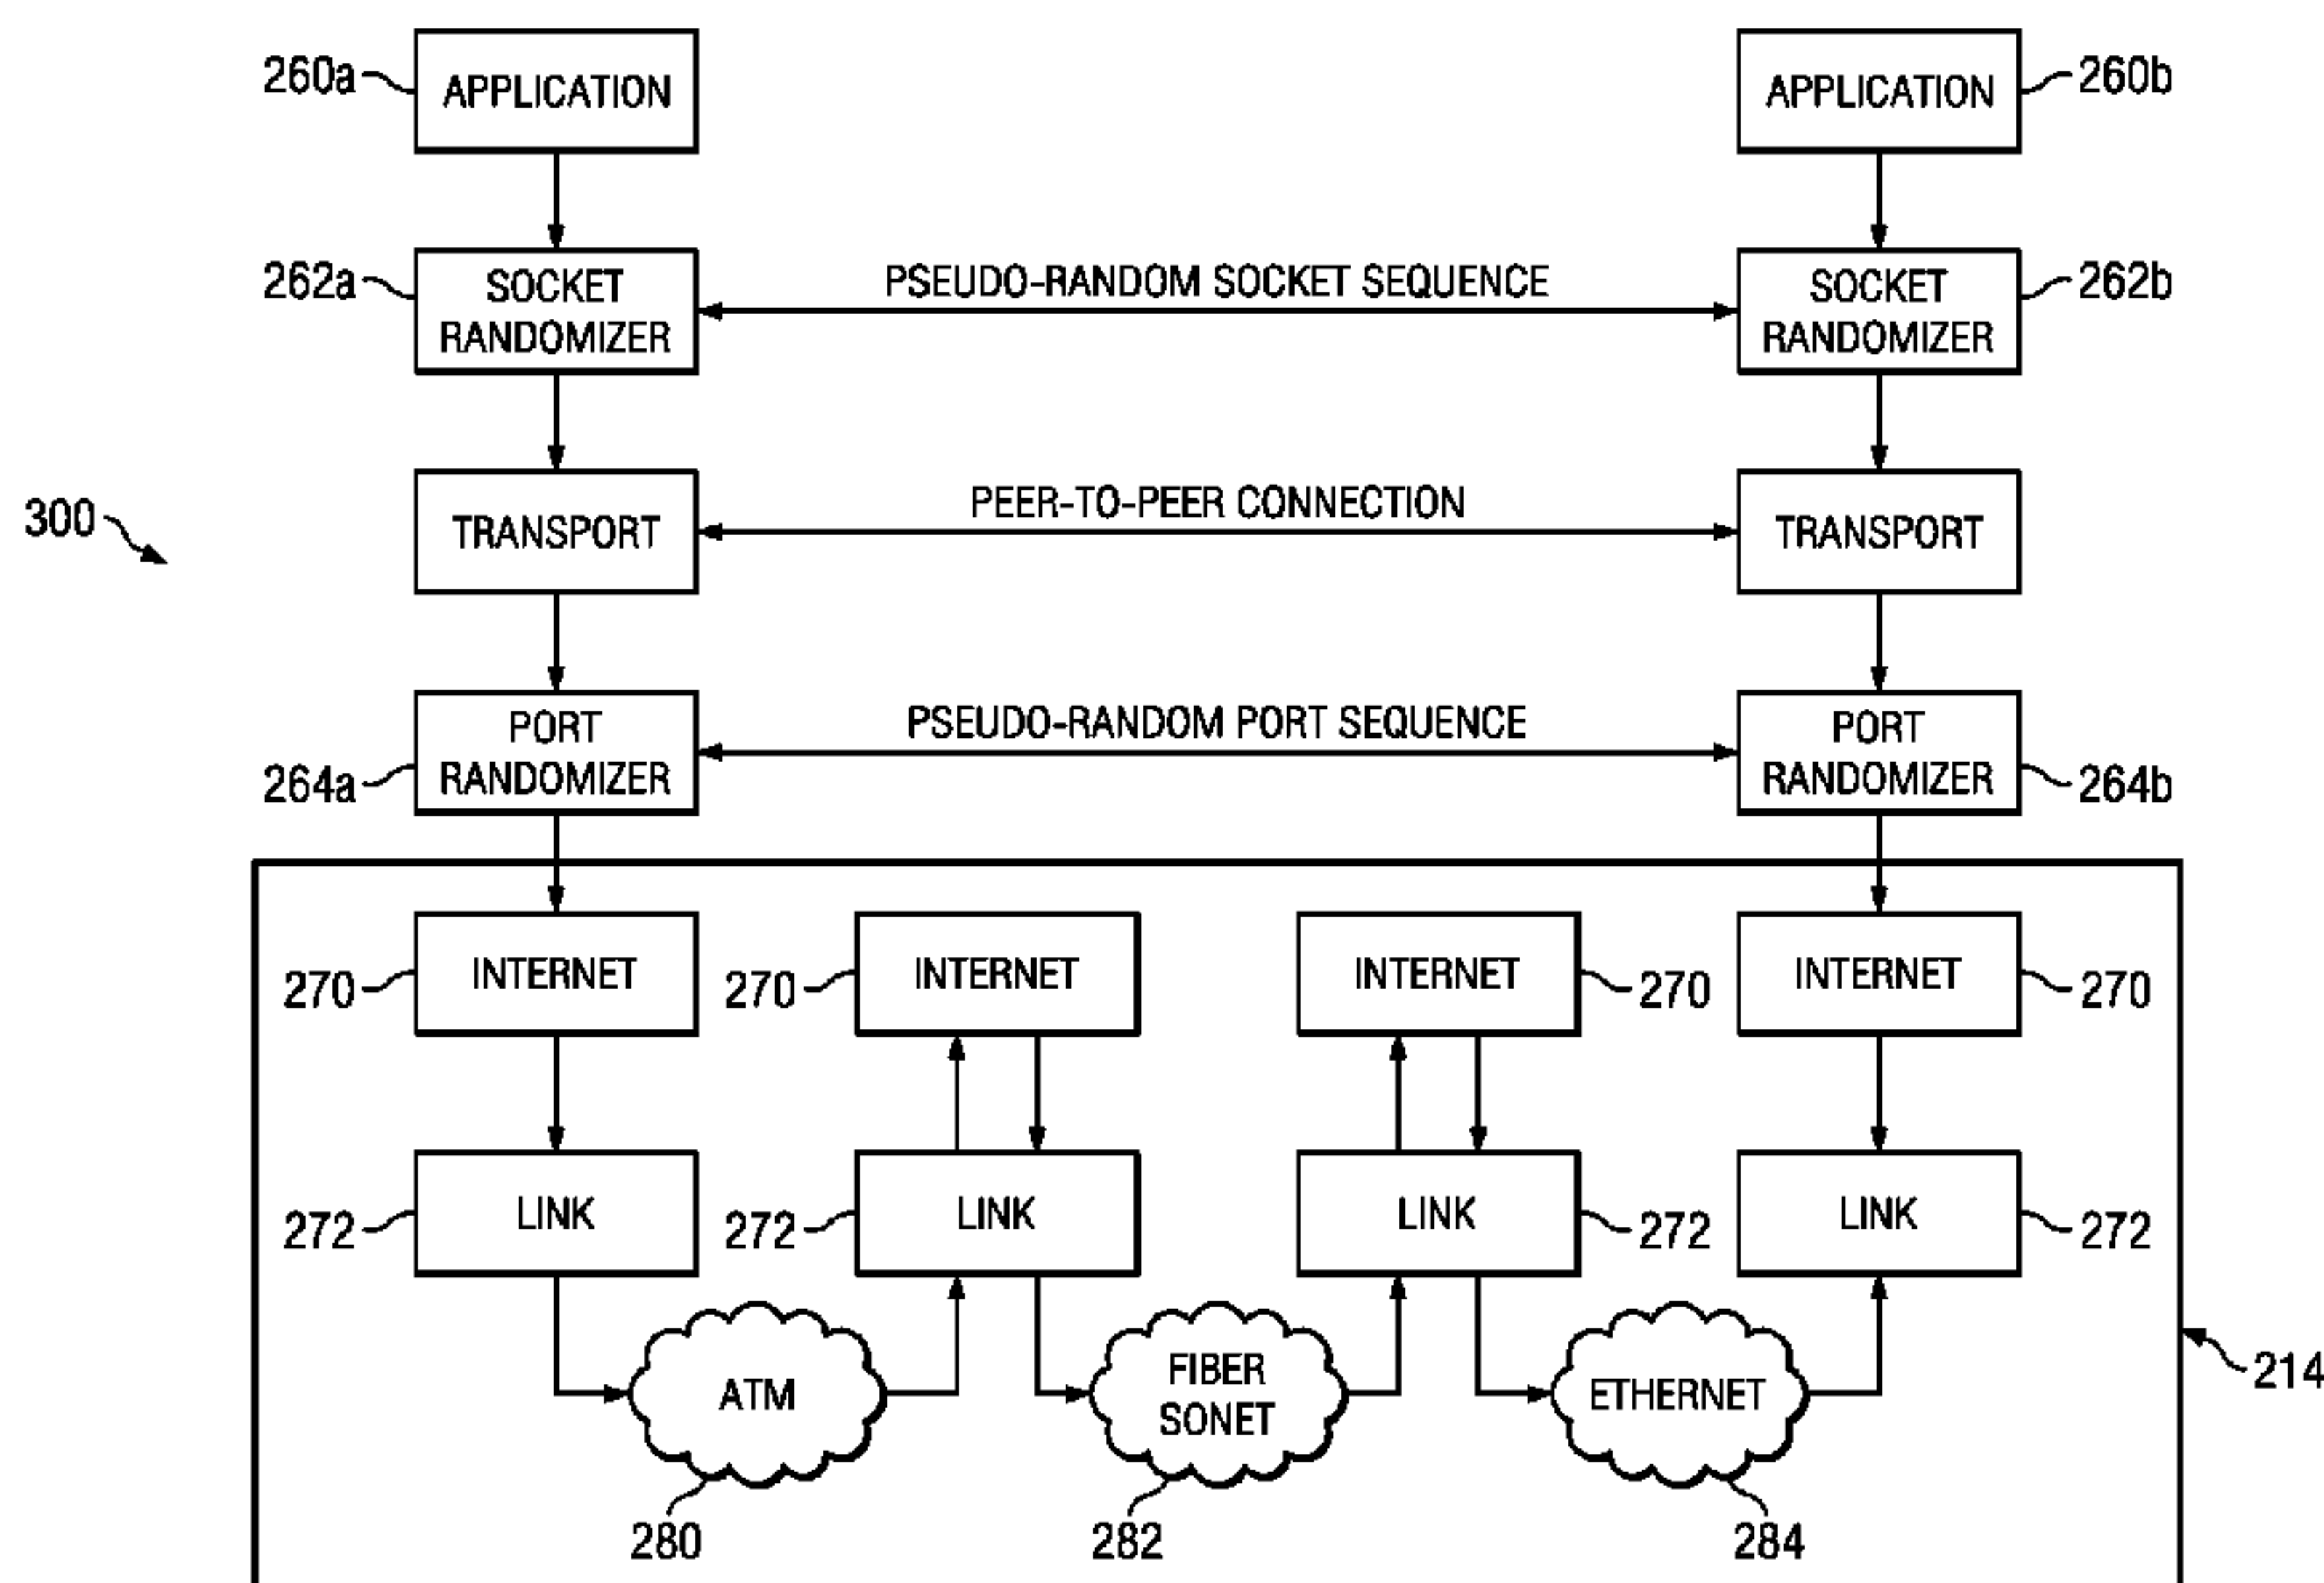 260a
APPLICATION
APPLICATION
260b
262a
SOCKET
RANDOMIZER
PSEUDO-RANDOM SOCKET SEQUENCE
SOCKET
RANDOMIZER
262b
300
TRANSPORT
PEER-TO-PEER CONNECTION
TRANSPORT
264a
PORT
RANDOMIZER
PSEUDO-RANDOM PORT SEQUENCE
PORT
RANDOMIZER
264b
270
INTERNET
270
INTERNET
INTERNET
270
INTERNET
270
272
LINK
272
LINK
LINK
272
LINK
272
ATM
FIBER
SONET
ETHERNET
214
280
282
284